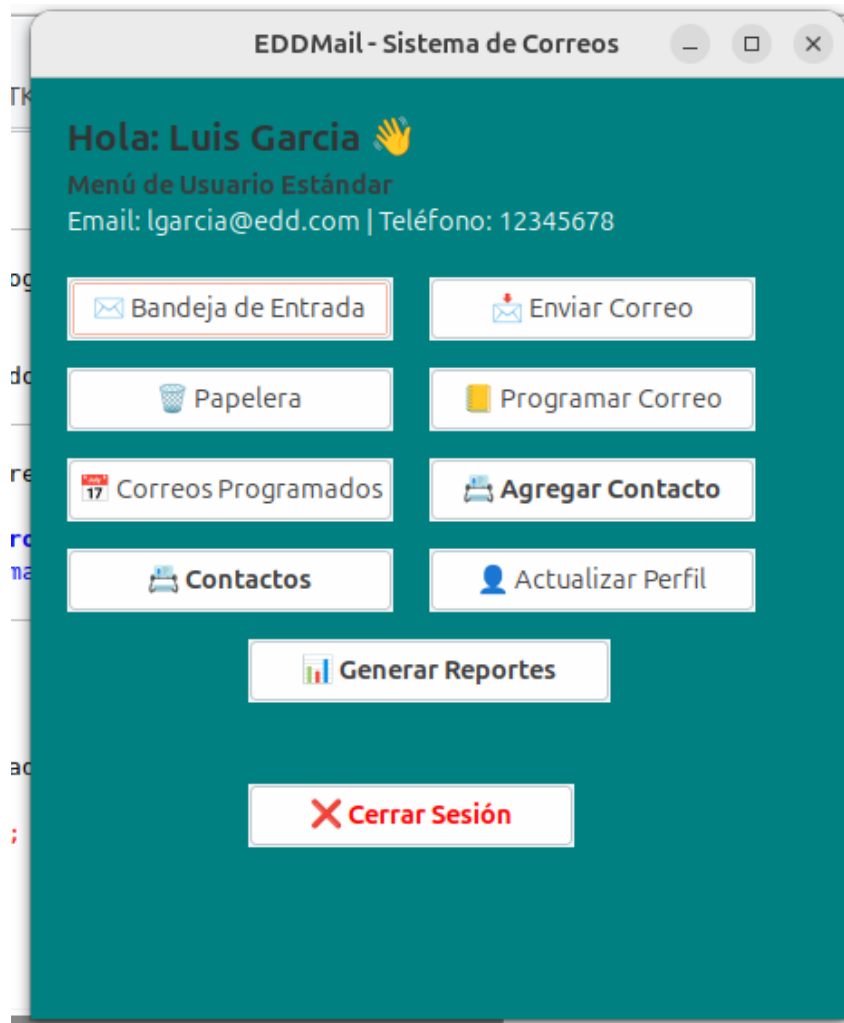 EDDMail - Sistema de Correos
Hola: Luis Garcia 👋
Menú de Usuario Estándar
Email: lgarcia@edd.com | Teléfono: 12345678
✉️ Bandeja de Entrada
📩 Enviar Correo
🗑️ Papelera
📒 Programar Correo
📅 Correos Programados
📇 Agregar Contacto
📇 Contactos
👤 Actualizar Perfil
📊 Generar Reportes
❌ Cerrar Sesión